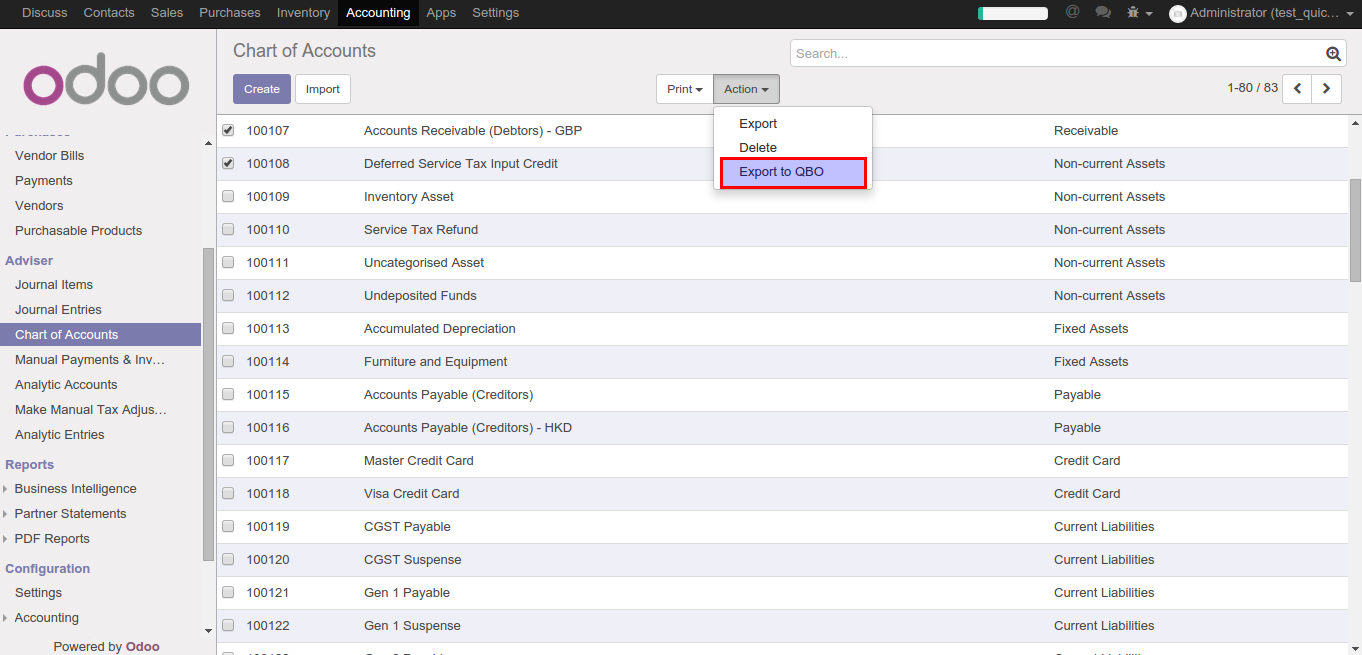 Discuss Contacts Sales Purchases Inventory Accounting Apps Settings @ Administrator (test_quic...
odoo
Vendor Bills
Payments
Vendors
Purchasable Products
Adviser
Journal Items
Journal Entries
Chart of Accounts
Manual Payments & Inv...
Analytic Accounts
Make Manual Tax Adjus...
Analytic Entries
Reports
Business Intelligence
Partner Statements
PDF Reports
Configuration
Settings
Accounting
Powered by Odoo
Chart of Accounts
Search...
Create Import Print Action 1-80 / 83
Export
Delete
Export to QBO
100107 Accounts Receivable (Debtors) - GBP Receivable
100108 Deferred Service Tax Input Credit Non-current Assets
100109 Inventory Asset Non-current Assets
100110 Service Tax Refund Non-current Assets
100111 Uncategorised Asset Non-current Assets
100112 Undeposited Funds Non-current Assets
100113 Accumulated Depreciation Fixed Assets
100114 Furniture and Equipment Fixed Assets
100115 Accounts Payable (Creditors) Payable
100116 Accounts Payable (Creditors) - HKD Payable
100117 Master Credit Card Credit Card
100118 Visa Credit Card Credit Card
100119 CGST Payable Current Liabilities
100120 CGST Suspense Current Liabilities
100121 Gen 1 Payable Current Liabilities
100122 Gen 1 Suspense Current Liabilities